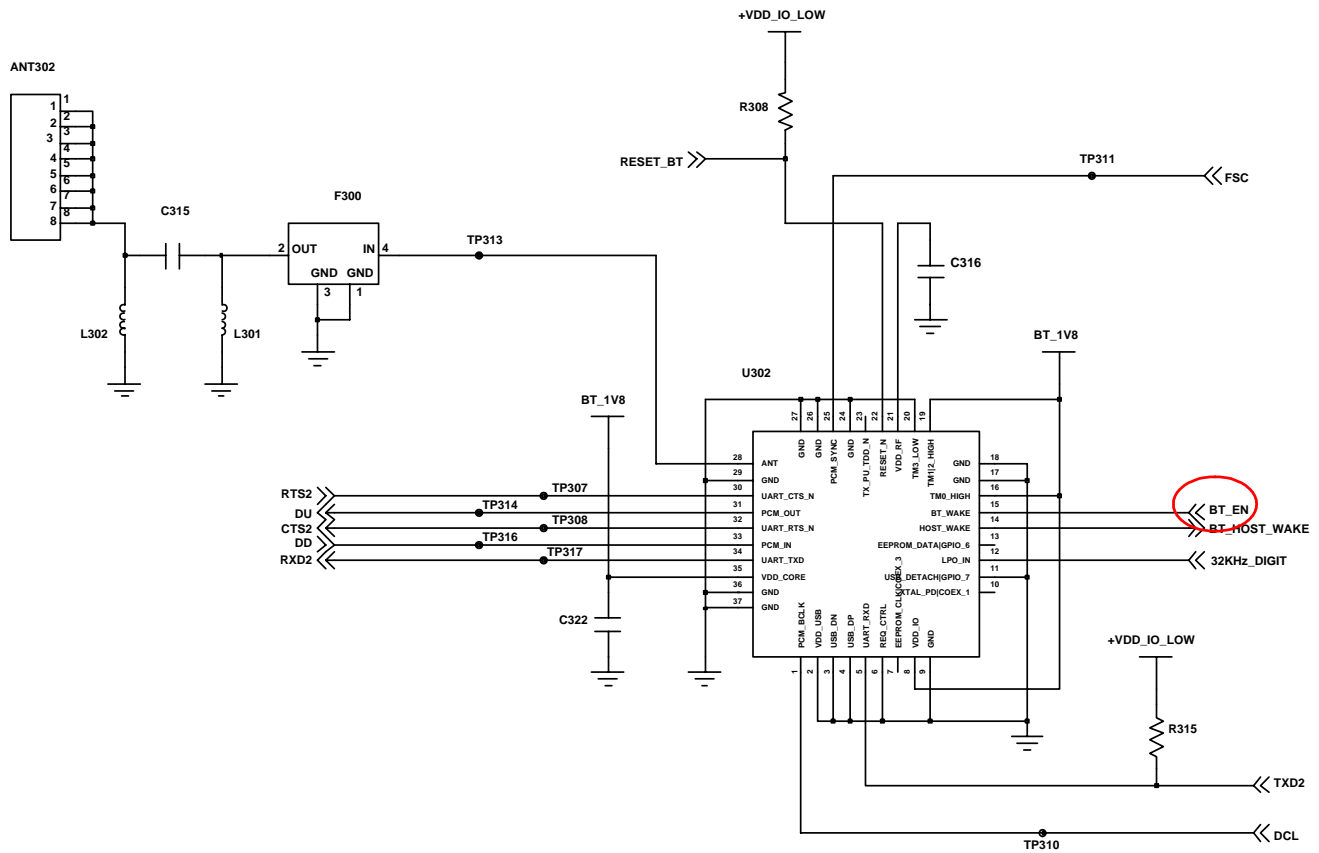 +VDD_IO_LOW
ANT302
1
1
2
2
3
3
4
4
5
5
6
6
7
7
8
8
R308
RESET_BT
TP311
FSC
C315
F300
2 OUT IN 4
GND GND
3 1
TP313
C316
L302
L301
BT_1V8
U302
BT_1V8
27 26 25 24 23 22 21 20 19
GND
GND
PCM_SYNC
GND
TX_PU_TDD_N
RESET_N
VDD_RF
TM3_LOW
TM1|2_HIGH
28 ANT
29 GND
RTS2 TP307 30 UART_CTS_N
DU TP314 31 PCM_OUT
CTS2 TP308 32 UART_RTS_N
DD TP316 33 PCM_IN
RXD2 TP317 34 UART_TXD
35 VDD_CORE
36 GND
37 GND
GND 18
GND 17
TM0_HIGH 16
BT_WAKE 15 BT_EN
HOST_WAKE 14 BT_HOST_WAKE
EEPROM_DATA|GPIO_6 13
LPO_IN 12 32KHz_DIGIT
USB_DETACH|GPIO_7 11
XTAL_PD|COEX_1 10
C322
PCM_BCLK
VDD_USB
USB_DN
USB_DP
UART_RXD
REQ_CTRL
EEPROM_CLK|COEX_3
VDD_IO
GND
1 2 3 4 5 6 7 8 9
+VDD_IO_LOW
R315
TXD2
TP310
DCL